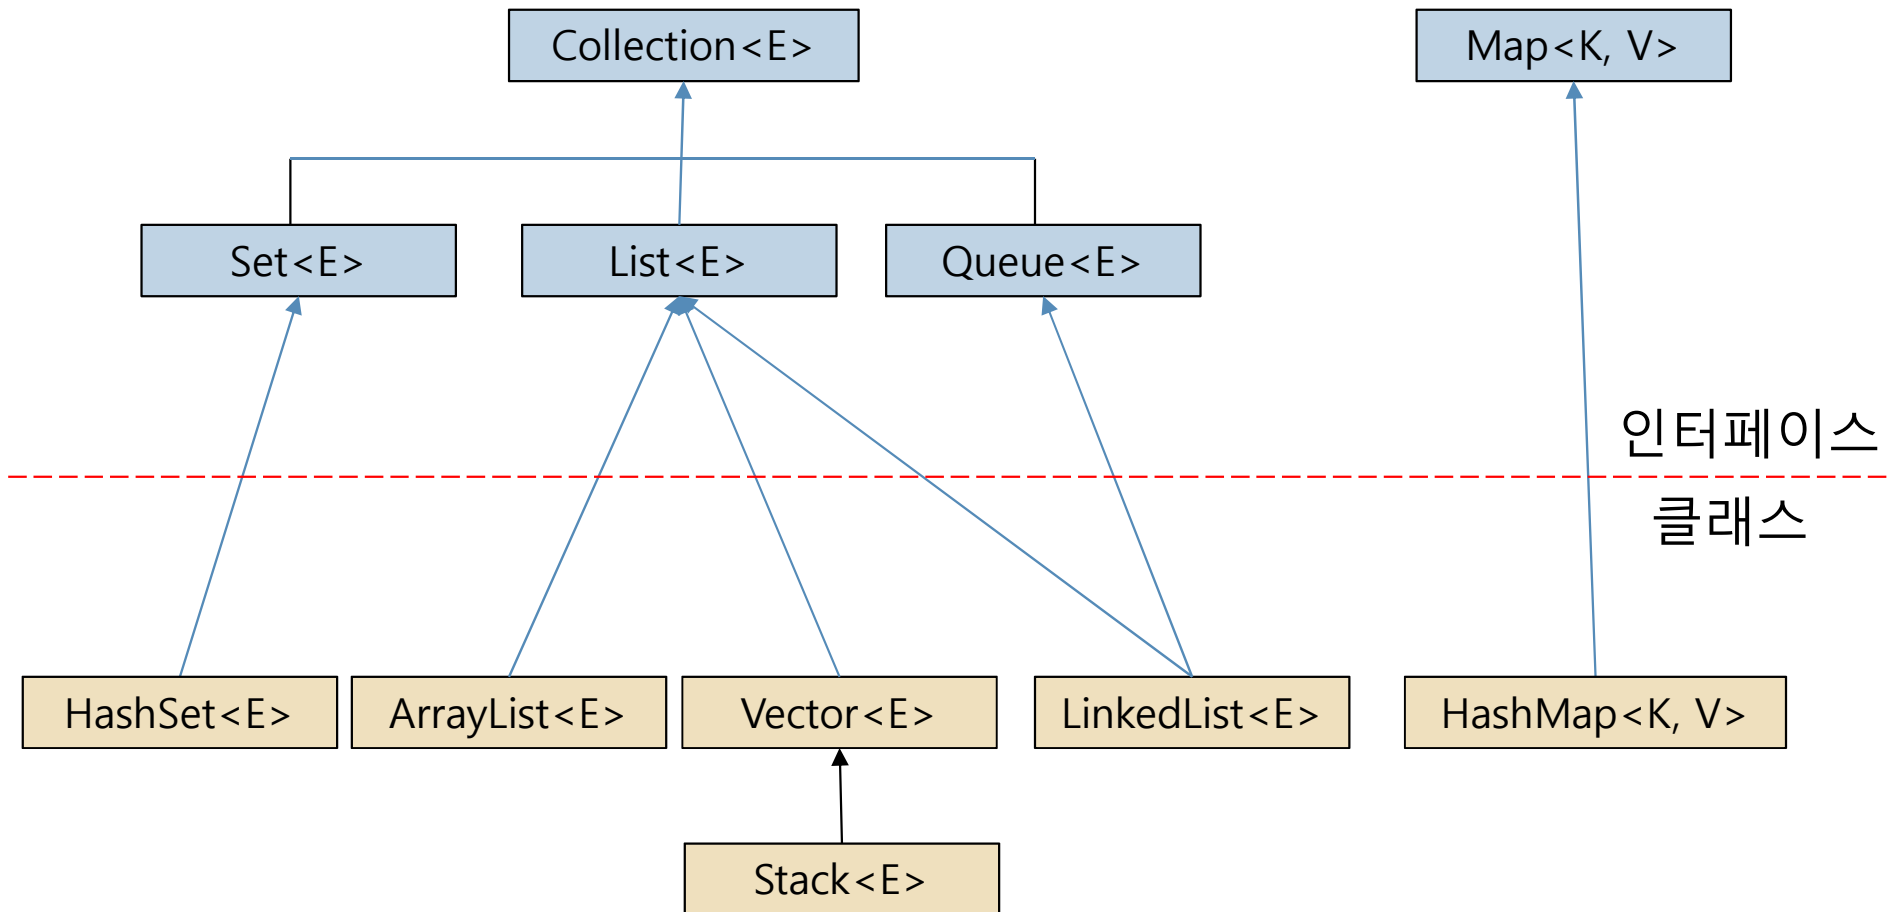 Collection<E>
Map<K, V>
Set<E>
List<E>
Queue<E>
인터페이스
클래스
HashSet<E>
ArrayList<E>
Vector<E>
LinkedList<E>
HashMap<K, V>
Stack<E>